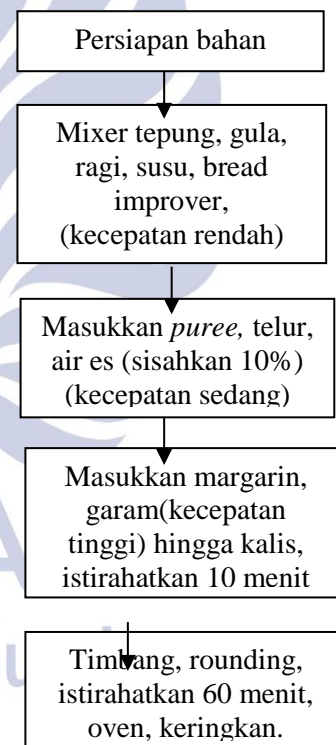 Persiapan bahan
Mixer tepung, gula,
ragi, susu, bread
improver,
(kecepatan rendah)
Masukkan puree, telur,
air es (sisahkan 10%)
(kecepatan sedang)
Masukkan margarin,
garam(kecepatan
tinggi) hingga kalis,
istirahatkan 10 menit
Timbang, rounding,
istirahatkan 60 menit,
oven, keringkan.